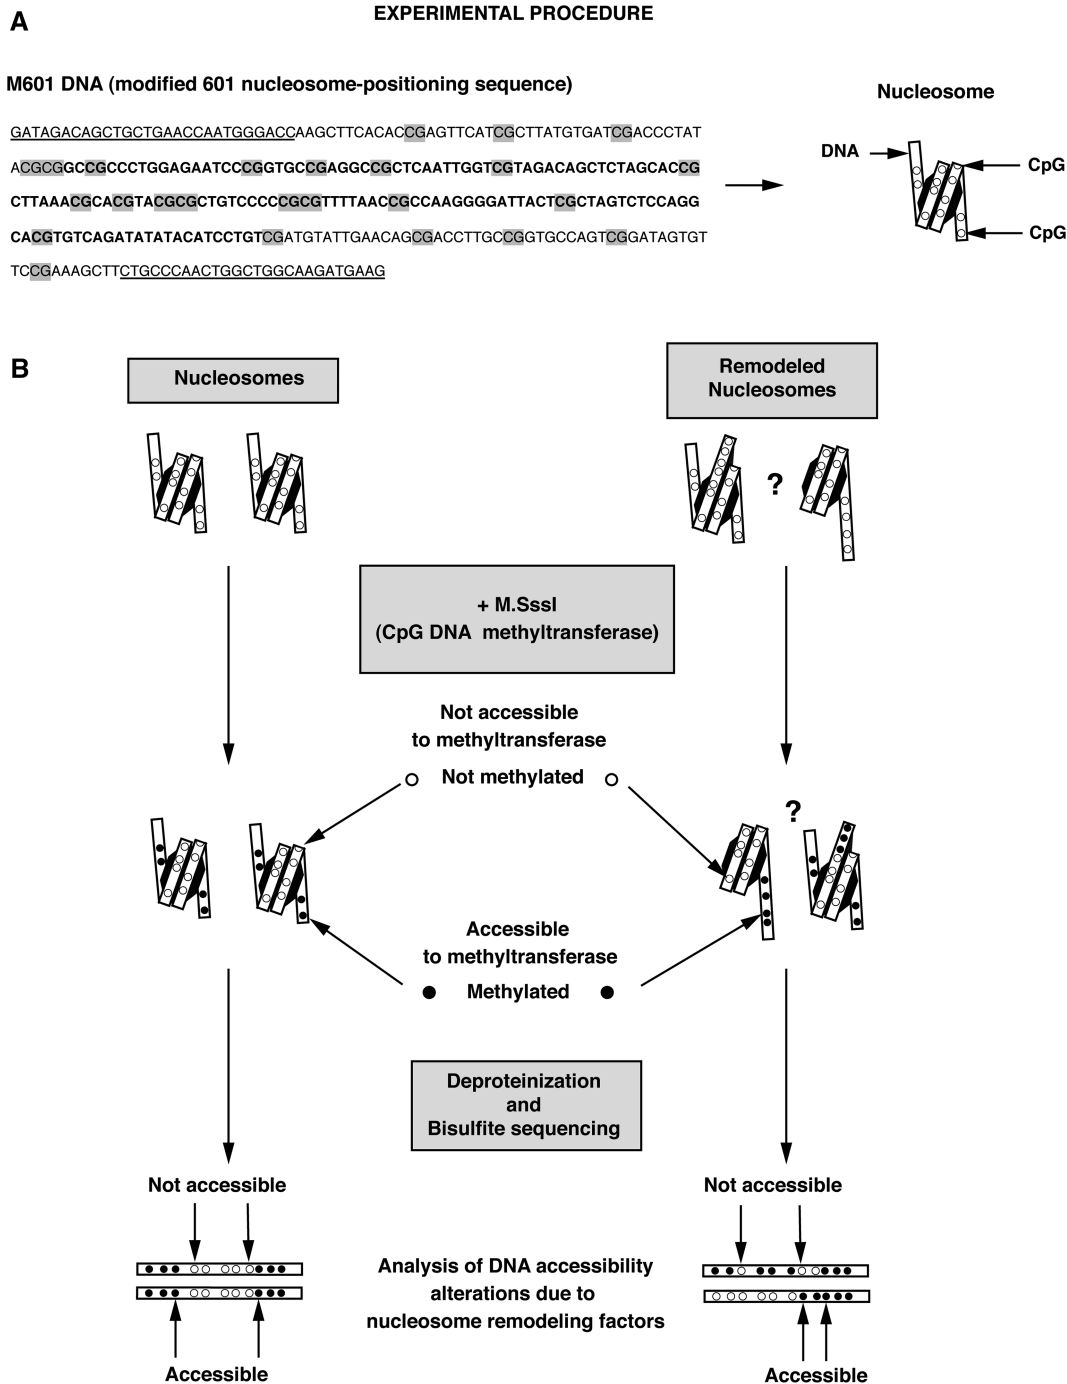 A
EXPERIMENTAL PROCEDURE
M601 DNA (modified 601 nucleosome-positioning sequence)
GATAGACAGCTGCTGAACCAATGGGACCAAGCTTCACACCGAGTTCATCGCTTATGTGATCGACCCTAT
ACGCGGCCGCCCTGGAGAATCCCGGTGCCGAGGCCGCTCAATTGGTCGTAGACAGCTCTAGCACCG
CTTAAACGCACGTACGCGCTGTCCCCCGCGTTTTAACCGCCAAGGGGATTACTCGCTAGTCTCCAGG
CACGTGTCAGATATATACATCCTGTCGATGTATTGAACAGCGACCTTGCCGGTGCCAGTCGGATAGTGT
TCCGAAAGCTTCTGCCCAACTGGCTGGCAAGATGAAG
Nucleosome
DNA
CpG
CpG
B
Nucleosomes
Remodeled
Nucleosomes
?
+ M.SssI
(CpG DNA methyltransferase)
Not accessible
to methyltransferase
Not methylated
?
Accessible
to methyltransferase
Methylated
Deproteinization
and
Bisulfite sequencing
Not accessible
Not accessible
Analysis of DNA accessibility
alterations due to
nucleosome remodeling factors
Accessible
Accessible